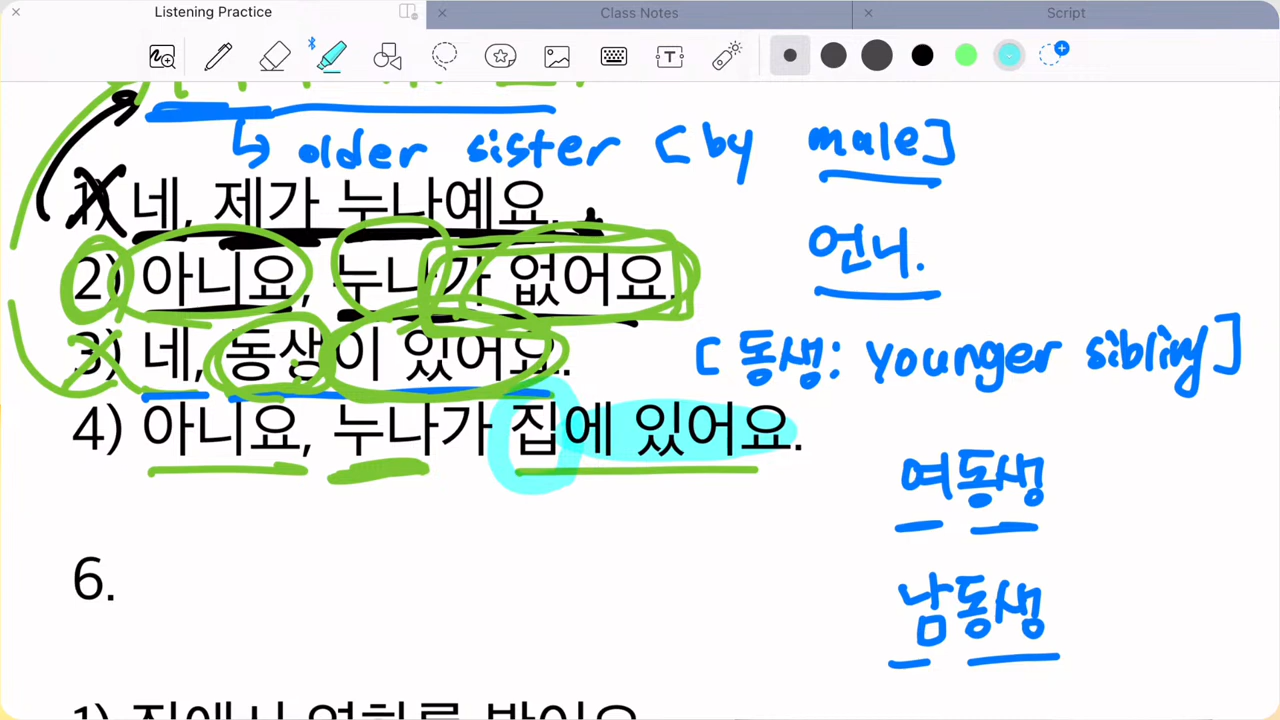 Listening Practice
Class Notes
Script
older sister [by male]
1) 네, 제가 누나예요.
언니.
2) 아니요, 누나가 없어요.
3) 네, 동생이 있어요.
[동생: younger sibling]
4) 아니요, 누나가 집에 있어요.
여동생
6.
남동생